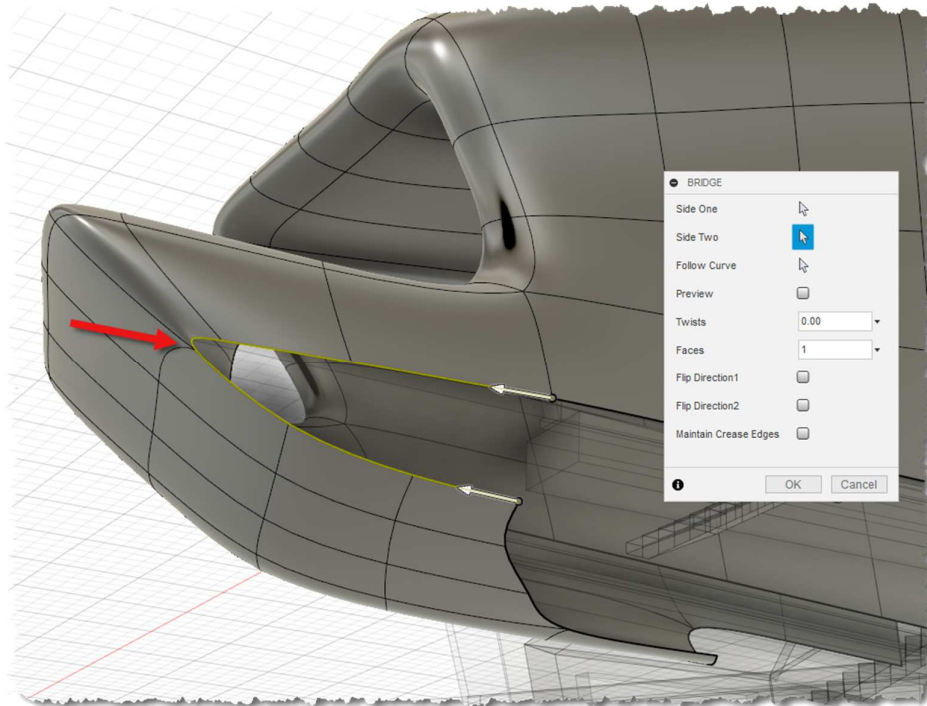 BRIDGE
Side One
Side Two
Follow Curve
Preview
Twists 0.00
Faces 1
Flip Direction1
Flip Direction2
Maintain Crease Edges
OK Cancel